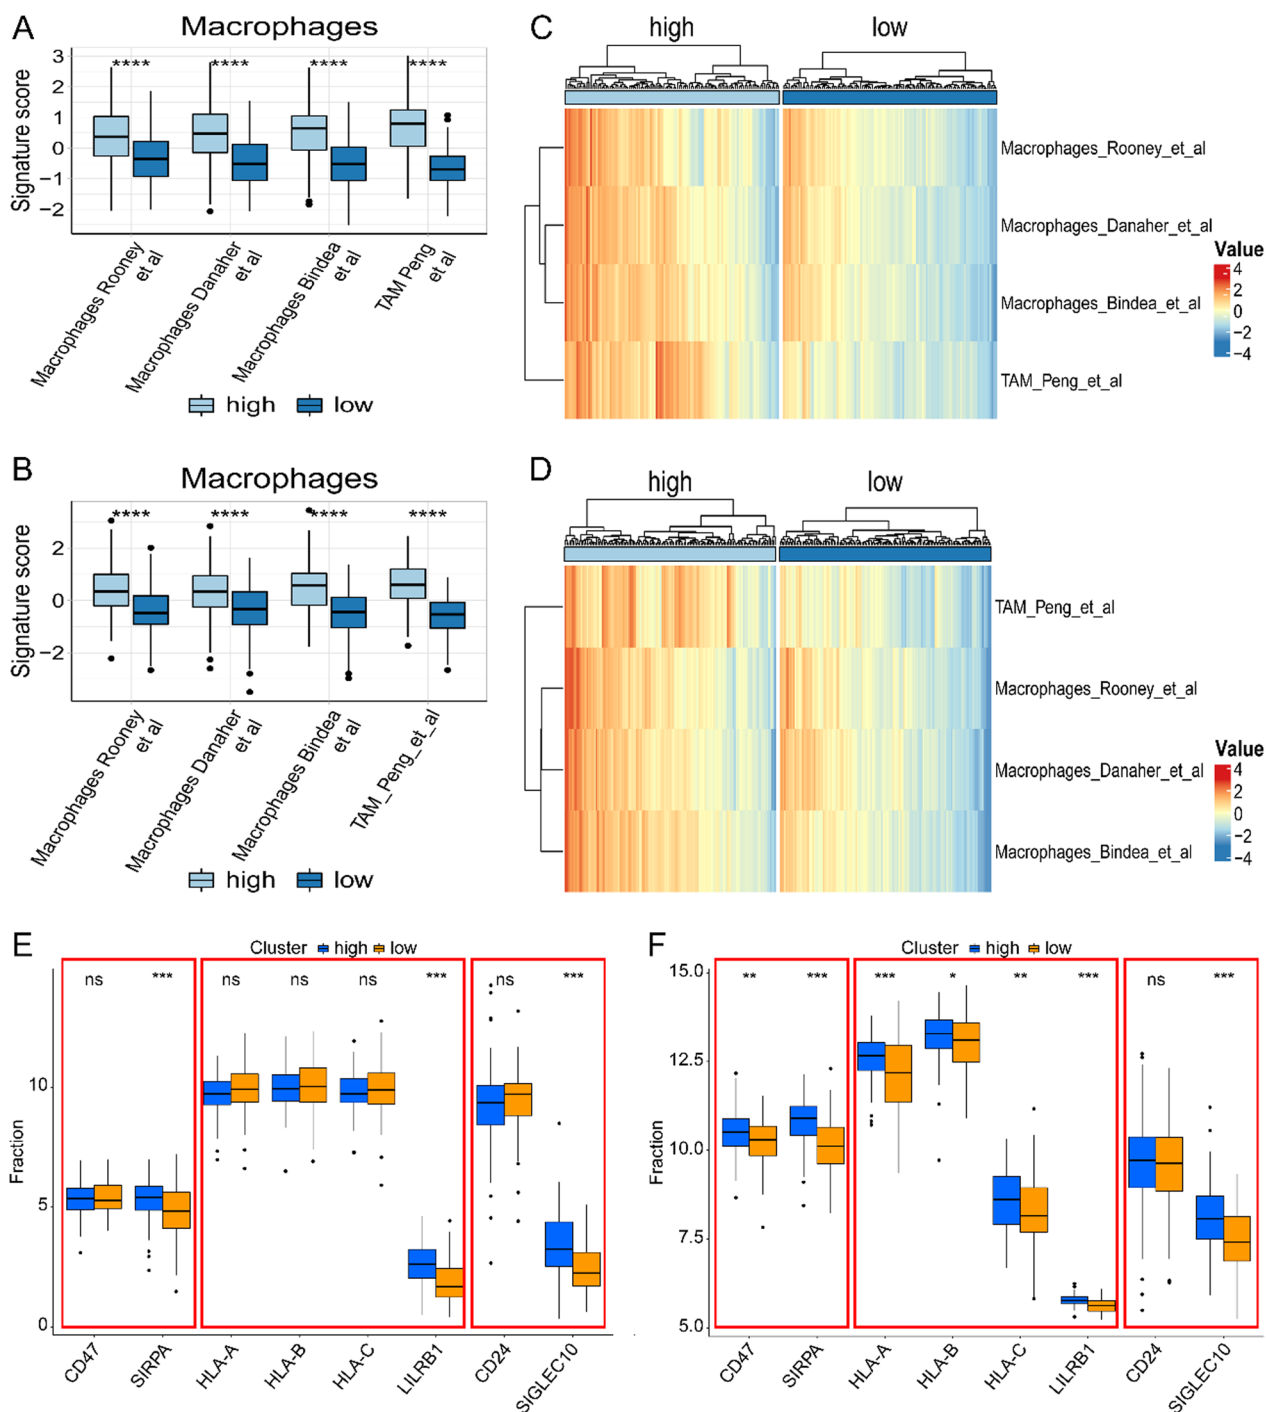 A
Macrophages
Signature score
3
2
1
0
−1
−2
**** **** **** ****
Macrophages Rooney
et al
Macrophages Danaher
et al
Macrophages Bindea
et al
TAM Peng
et al
high low
C
high low
Macrophages_Rooney_et_al
Macrophages_Danaher_et_al
Macrophages_Bindea_et_al
TAM_Peng_et_al
Value
4
2
0
−2
−4
B
Macrophages
Signature score
2
0
−2
**** **** **** ****
Macrophages Rooney
et al
Macrophages Danaher
et al
Macrophages Bindea
et al
TAM_Peng_et_al
high low
D
high low
TAM_Peng_et_al
Macrophages_Rooney_et_al
Macrophages_Danaher_et_al
Macrophages_Bindea_et_al
Value
4
2
0
−2
−4
E
Cluster high low
ns *** ns ns ns *** ns ***
Fraction
10
5
0
CD47 SIRPA HLA-A HLA-B HLA-C LILRB1 CD24 SIGLEC10
F
Cluster high low
** *** *** * ** *** ns ***
Fraction
15.0
12.5
10.0
7.5
5.0
CD47 SIRPA HLA-A HLA-B HLA-C LILRB1 CD24 SIGLEC10